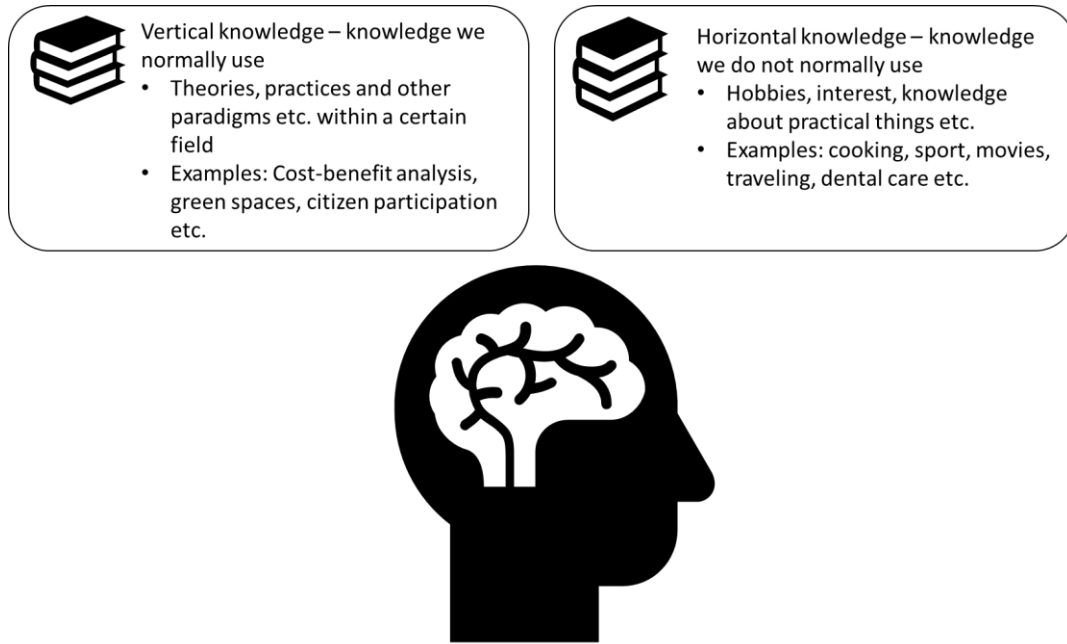 Vertical knowledge – knowledge we
normally use
• Theories, practices and other
paradigms etc. within a certain
field
• Examples: Cost-benefit analysis,
green spaces, citizen participation
etc.
Horizontal knowledge – knowledge
we do not normally use
• Hobbies, interest, knowledge
about practical things etc.
• Examples: cooking, sport, movies,
traveling, dental care etc.